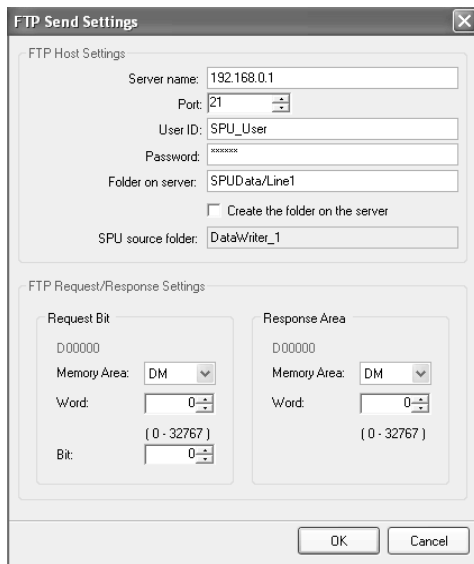 FTP Send Settings
FTP Host Settings
Server name: 192.168.0.1
Port: 21
User ID: SPU_User
Password: ******
Folder on server: SPUData/Line1
Create the folder on the server
SPU source folder: DataWriter_1
FTP Request/Response Settings
Request Bit
D00000
Memory Area: DM
Word: 0
( 0 - 32767 )
Bit: 0
Response Area
D00000
Memory Area: DM
Word: 0
( 0 - 32767 )
OK
Cancel